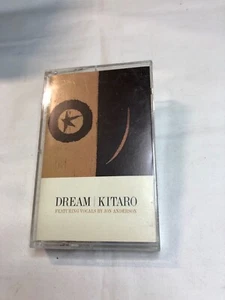 DREAM | KITARO
FEATURING VOCALS BY JON ANDERSON